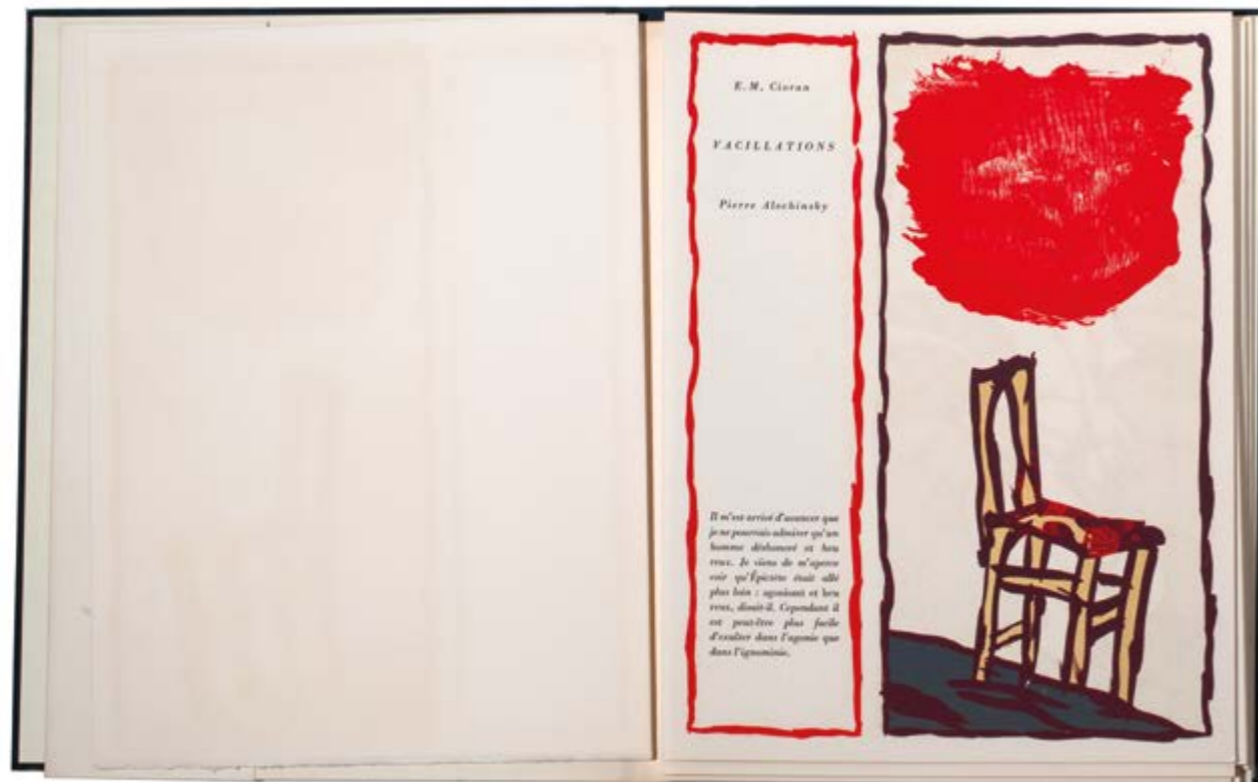 E. M. Cioran
VACILLATIONS
Pierre Alechinsky
Il m'est arrivé d'avancer que
je ne pourrais admirer qu'un
homme déshonoré et heu
reux. Je viens de m'aperce
voir qu'Épictète était allé
plus loin : agonisant et heu
reux, disait-il. Cependant il
est peut-être plus facile
d'exulter dans l'agonie que
dans l'ignominie.